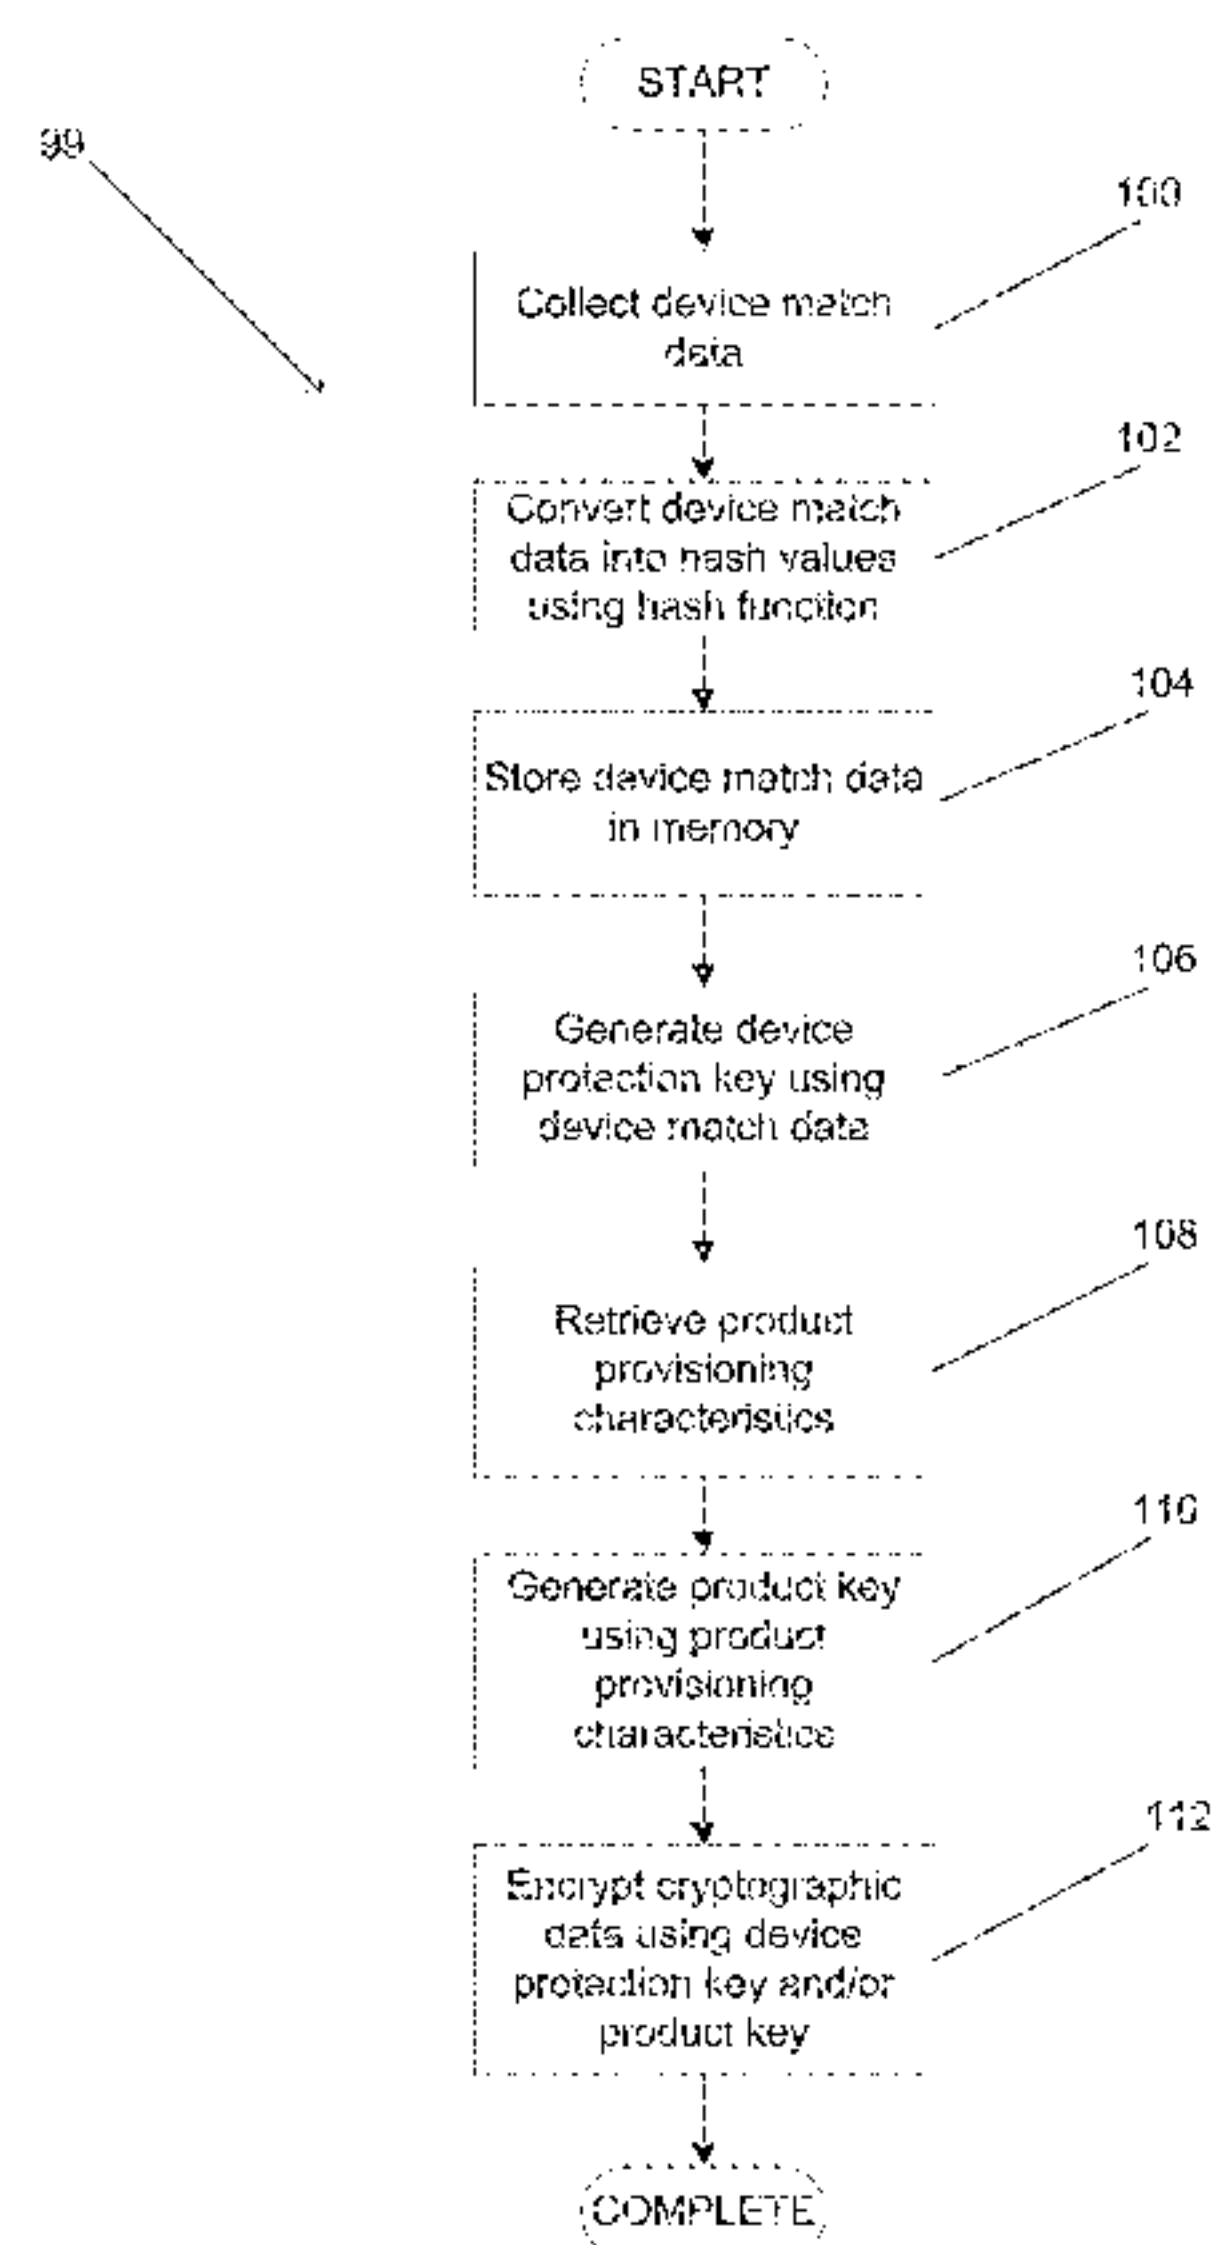 START
99
100
Collect device match
data
102
Convert device match
data into hash values
using hash function
104
Store device match data
in memory
106
Generate device
protection key using
device match data
108
Retrieve product
provisioning
characteristics
110
Generate product key
using product
provisioning
characteristics
112
Encrypt cryptographic
data using device
protection key and/or
product key
COMPLETE